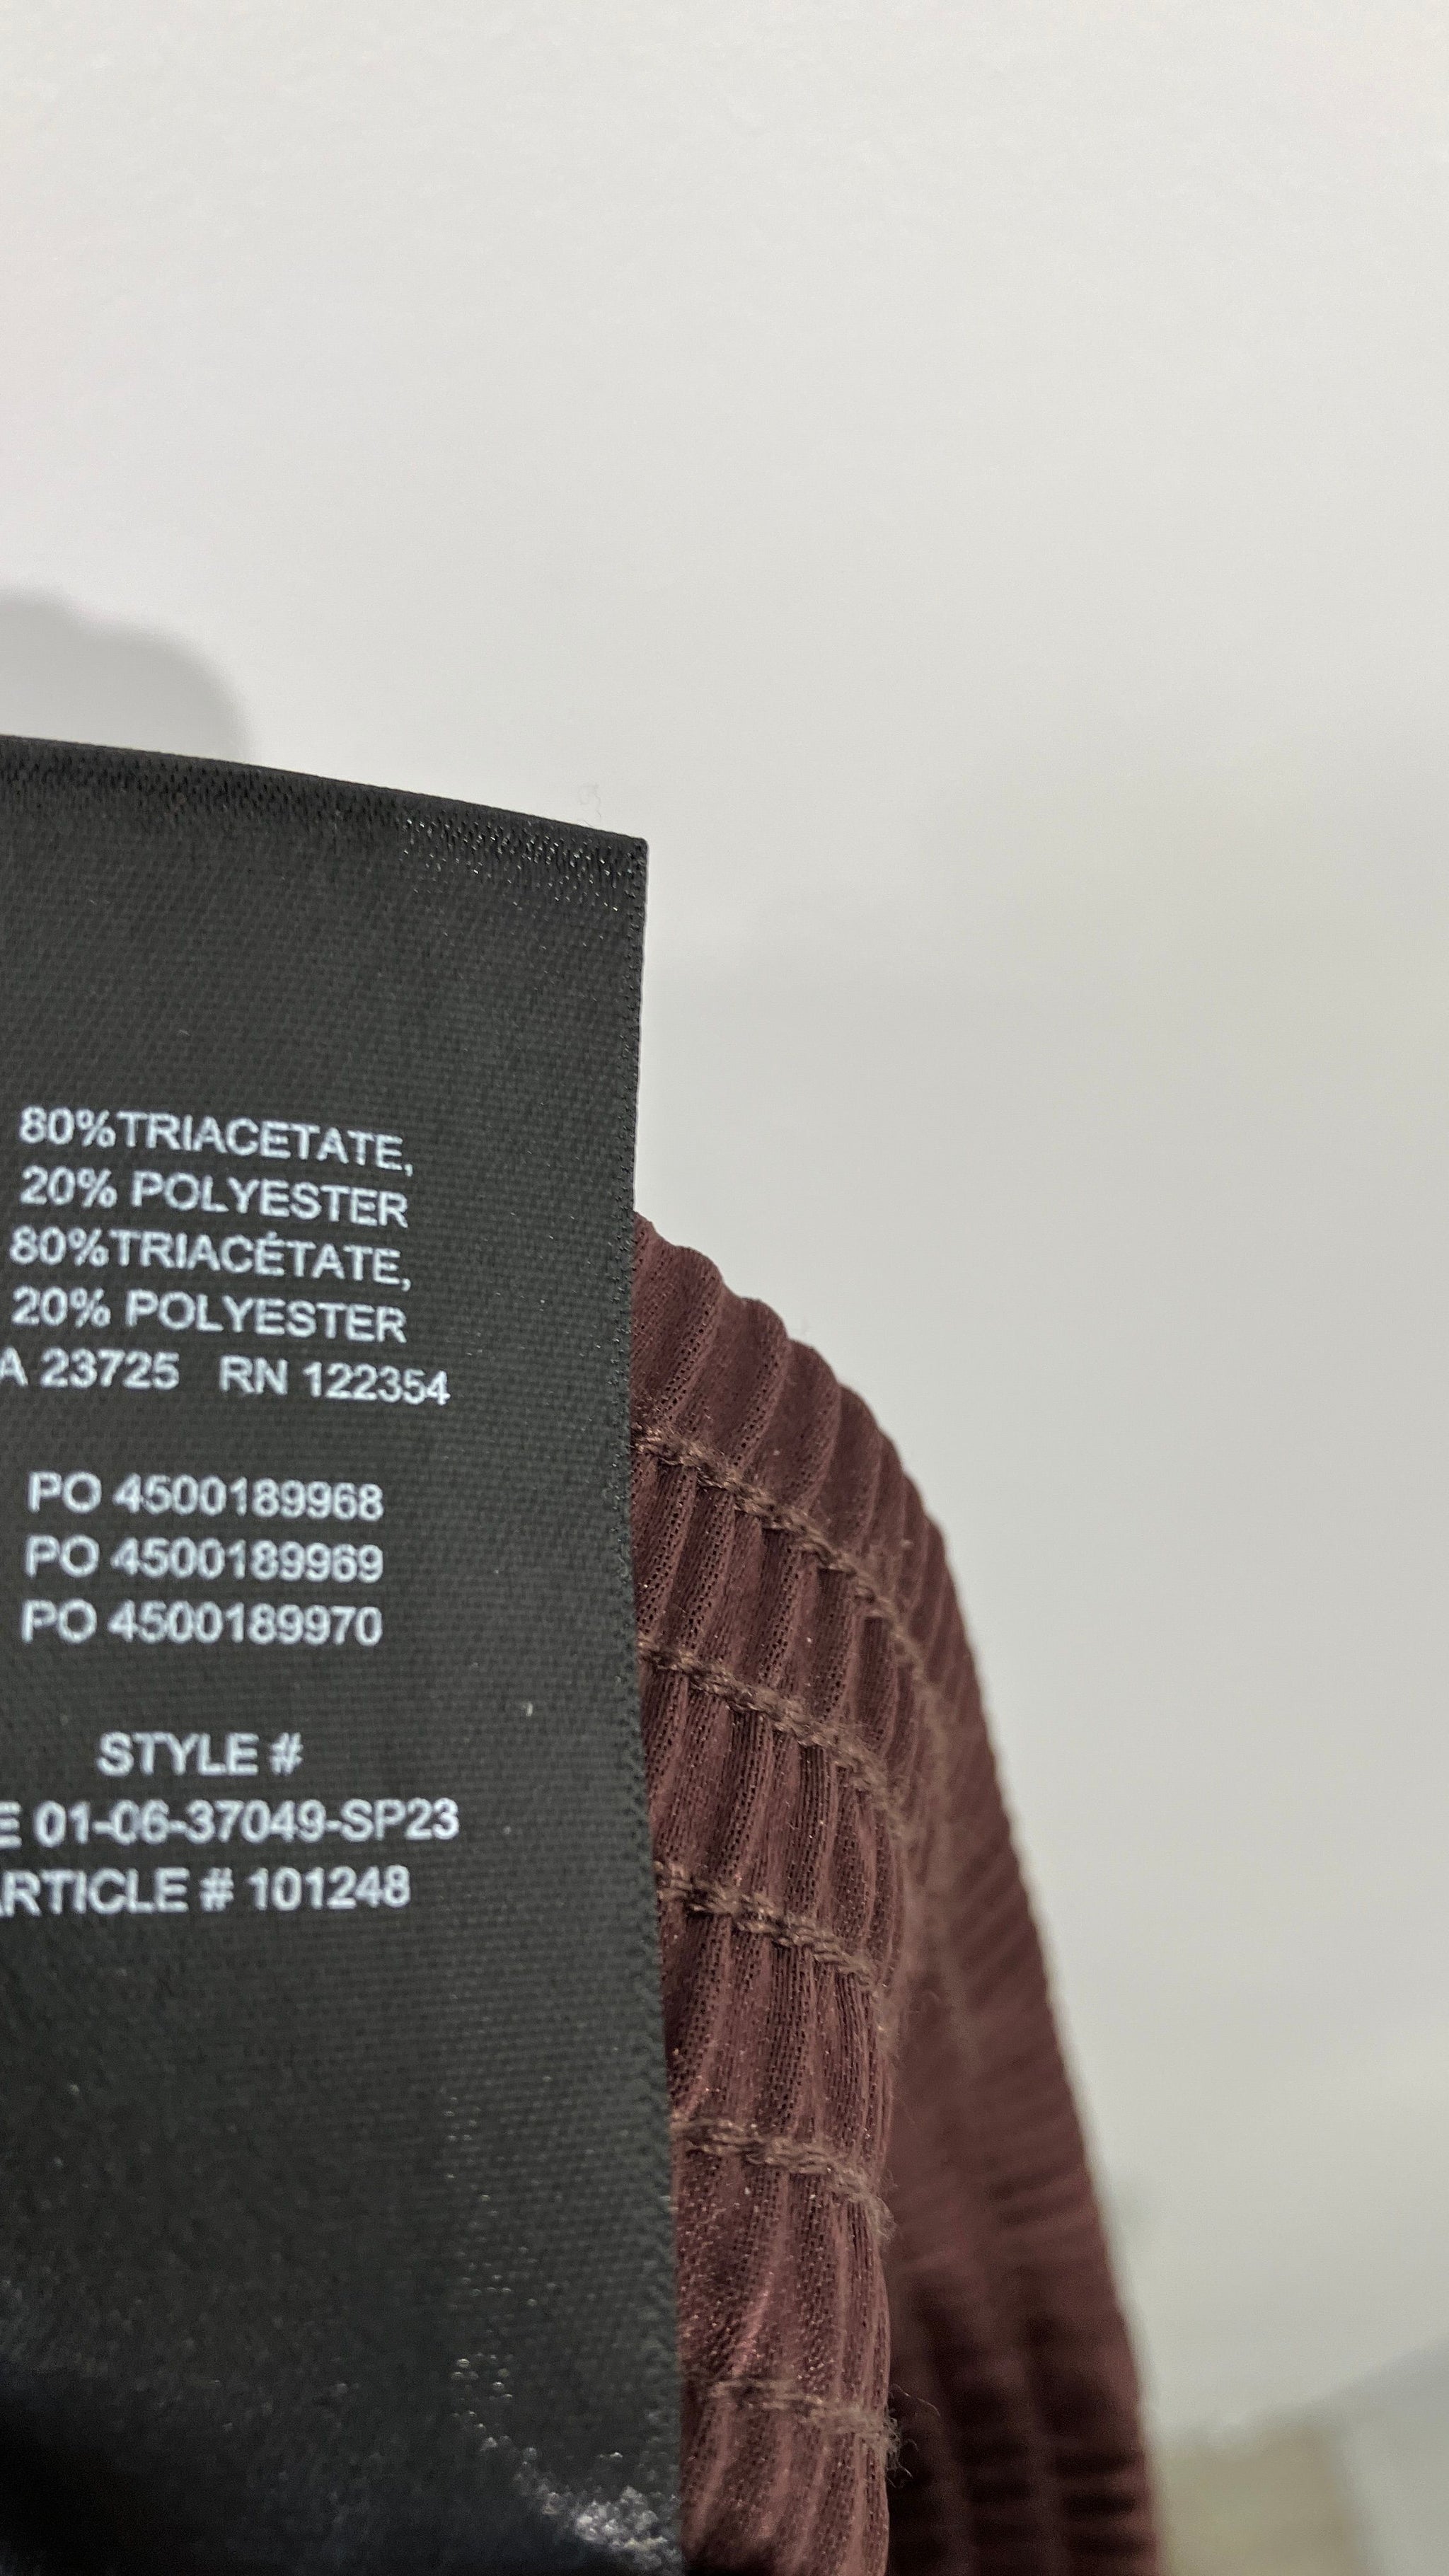 80%TRIACETATE,
20% POLYESTER
80%TRIACÉTATE,
20% POLYESTER
A 23725 RN 122354
PO 4500189968
PO 4500189969
PO 4500189970
STYLE #
E 01-06-37049-SP23
RTICLE # 101248